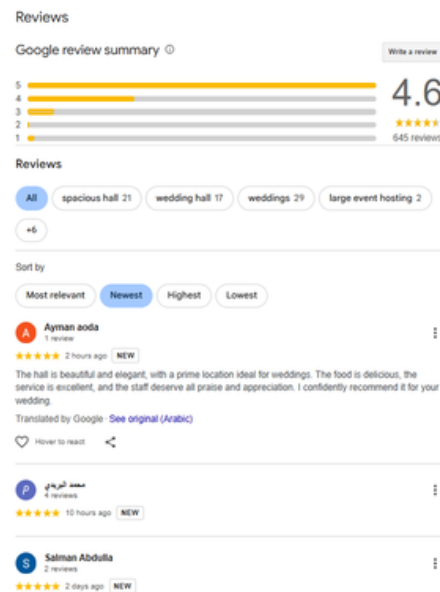 Reviews
Google review summary
Write a review
5
4
3
2
1
4.6
645 reviews
Reviews
All
spacious hall 21
wedding hall 17
weddings 29
large event hosting 2
+6
Sort by
Most relevant
Newest
Highest
Lowest
A
Ayman aoda
1 review
2 hours ago NEW
The hall is beautiful and elegant, with a prime location ideal for weddings. The food is delicious, the
service is excellent, and the staff deserve all praise and appreciation. I confidently recommend it for your
wedding.
Translated by Google · See original (Arabic)
Hover to react
محمد البريدي
4 reviews
10 hours ago NEW
S
Salman Abdulla
2 reviews
2 days ago NEW